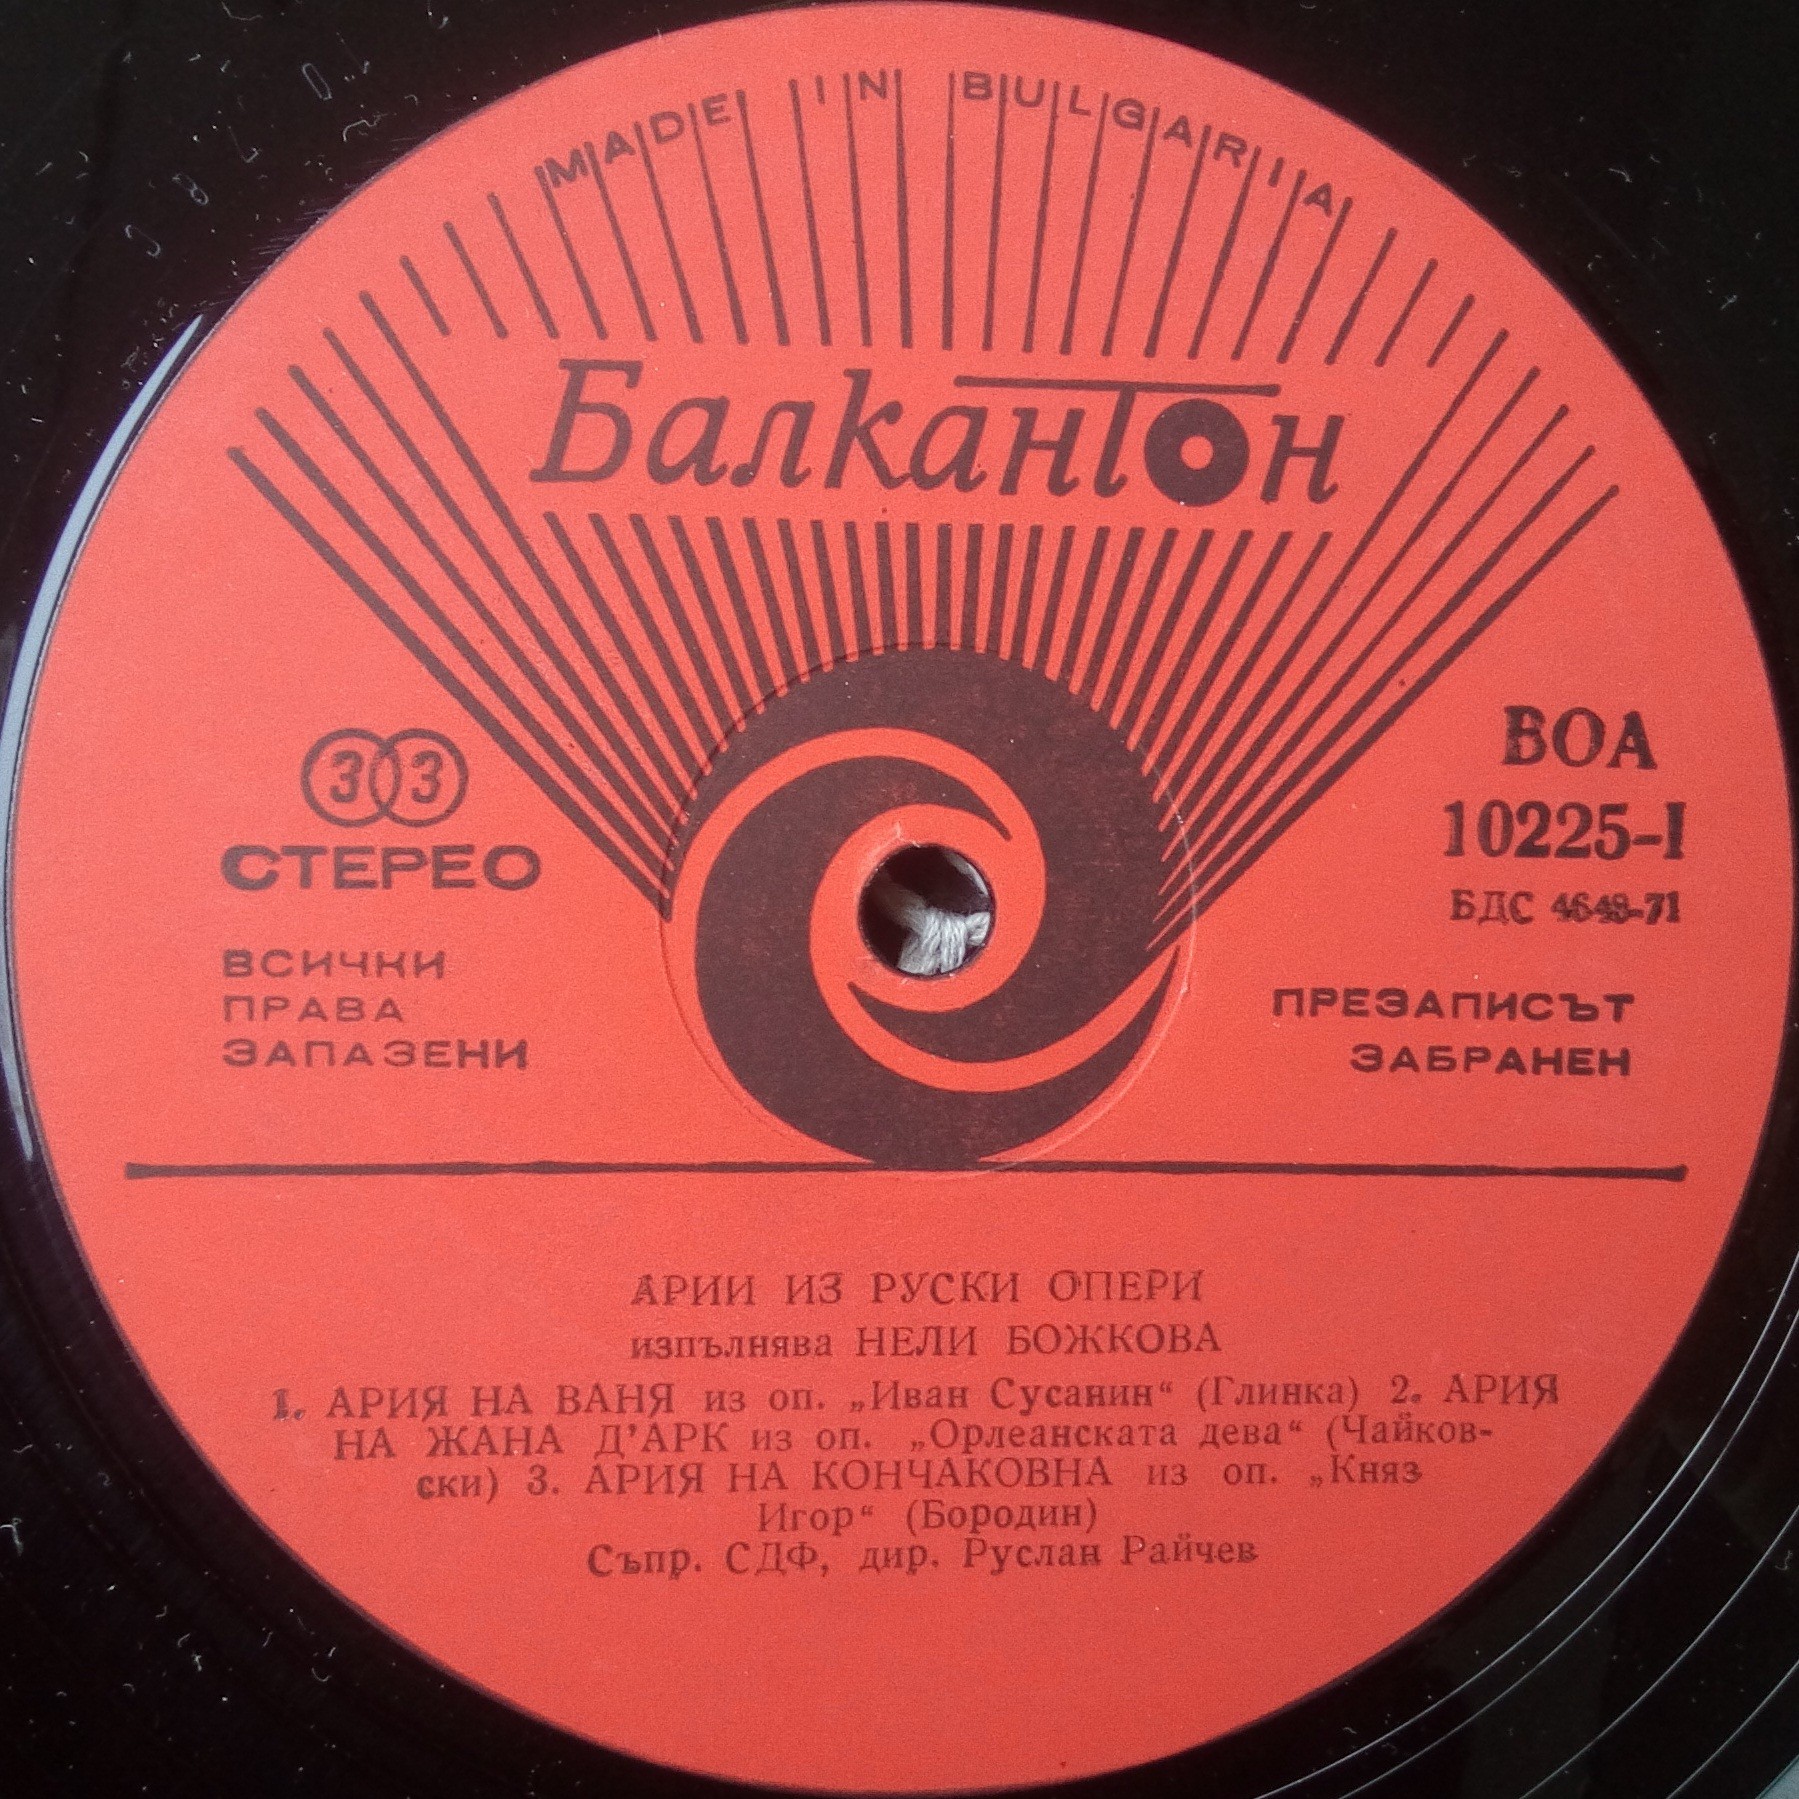 MADE IN BULGARIA
Балкантон
33
СТЕРЕО
ВСИЧКИ
ПРАВА
ЗАПАЗЕНИ
ВОА
10225-I
БДС 4648-71
ПРЕЗАПИСЪТ
ЗАБРАНЕН
АРИИ ИЗ РУСКИ ОПЕРИ
изпълнява НЕЛИ БОЖКОВА
1. АРИЯ НА ВАНЯ из оп. „Иван Сусанин“ (Глинка) 2. АРИЯ
НА ЖАНА Д’АРК из оп. „Орлеанската дева“ (Чайков-
ски) 3. АРИЯ НА КОНЧАКОВНА из оп. „Княз
Игор“ (Бородин)
Съпр. СДФ, дир. Руслан Райчев